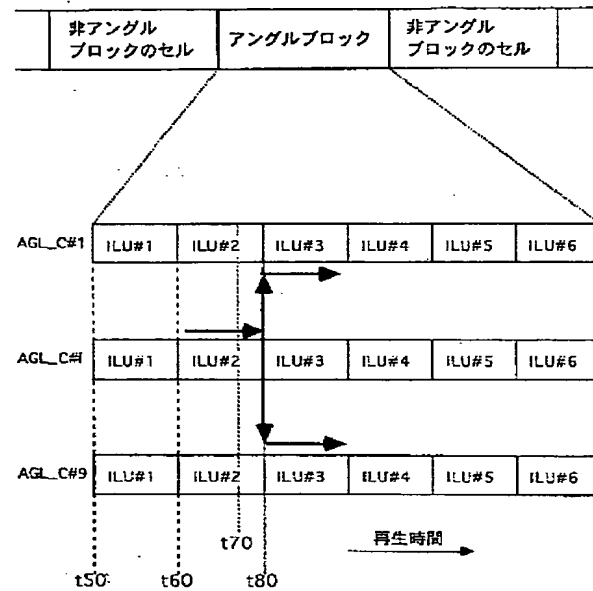 非アングル
ブロックのセル
アングルブロック
非アングル
ブロックのセル
AGL_C#1 ILU#1 ILU#2 ILU#3 ILU#4 ILU#5 ILU#6
AGL_C#i ILU#1 ILU#2 ILU#3 ILU#4 ILU#5 ILU#6
AGL_C#9 ILU#1 ILU#2 ILU#3 ILU#4 ILU#5 ILU#6
t70
再生時間
t50 t60 t80